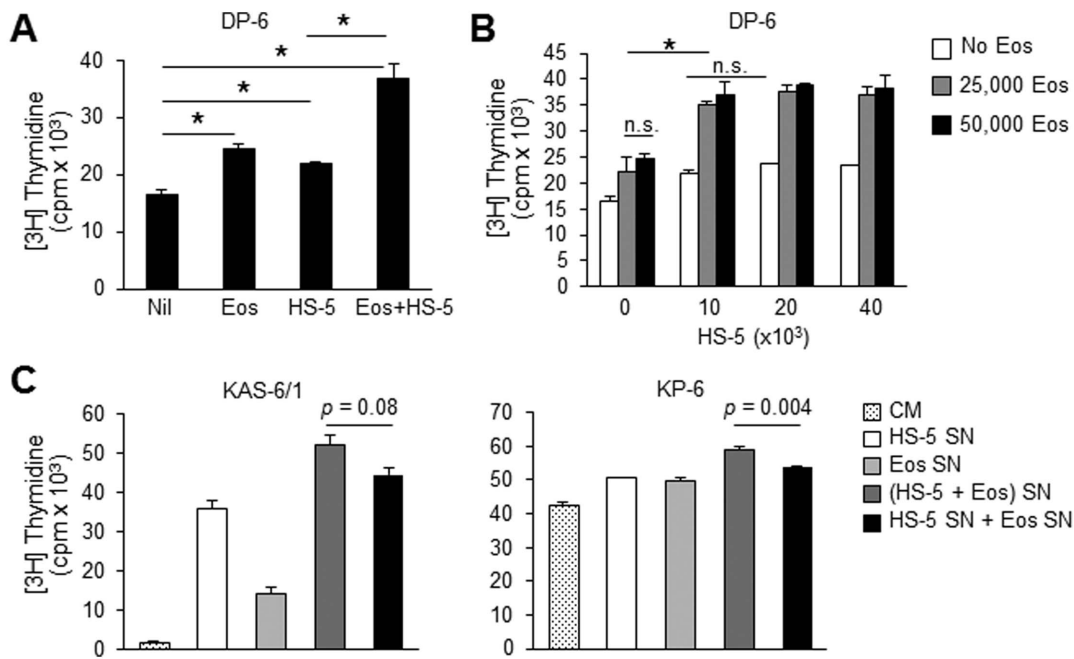 A
DP-6
[3H] Thymidine
(cpm x 10³)
40
30
20
10
0
*
*
*
*
Nil Eos HS-5 Eos+HS-5
B
DP-6
[3H] Thymidine
(cpm x 10³)
45
40
35
30
25
20
15
10
5
0
*
n.s.
n.s.
0 10 20 40
HS-5 (x10³)
No Eos
25,000 Eos
50,000 Eos
C
KAS-6/1
[3H] Thymidine
(cpm x 10³)
60
50
40
30
20
10
0
p = 0.08
KP-6
70
60
50
40
30
20
10
0
p = 0.004
CM
HS-5 SN
Eos SN
(HS-5 + Eos) SN
HS-5 SN + Eos SN